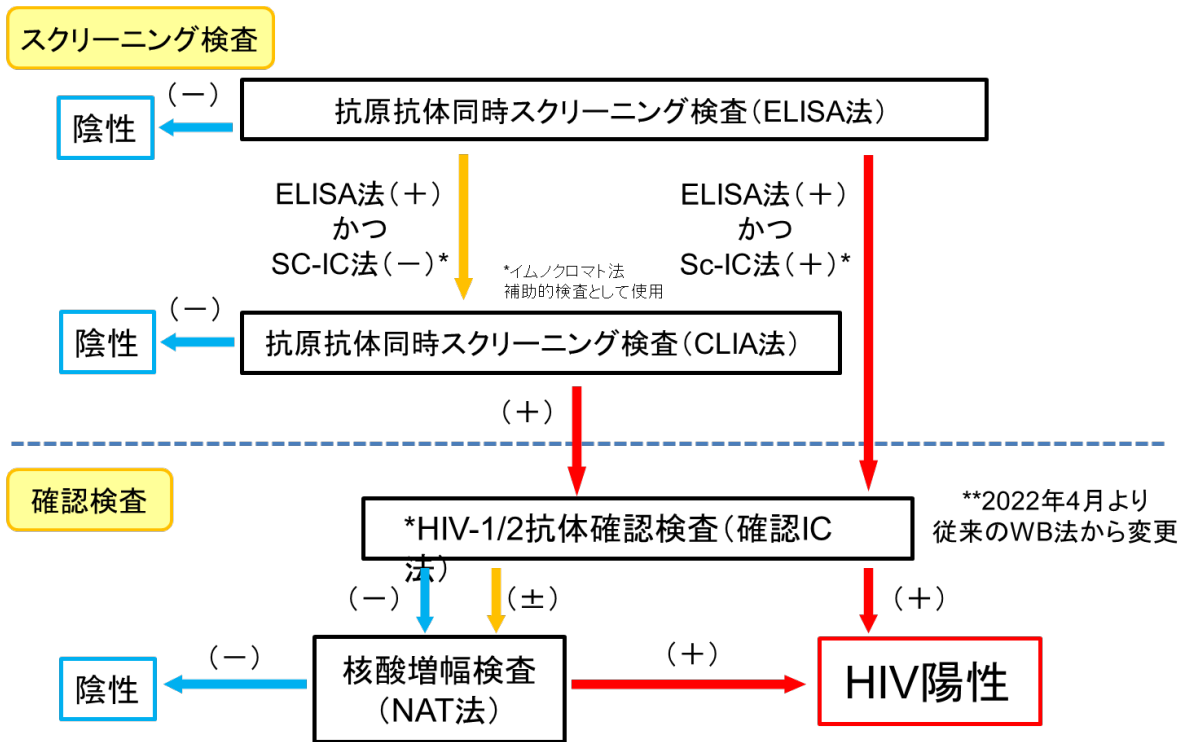 スクリーニング検査
(－)
陰性
抗原抗体同時スクリーニング検査(ELISA法)
ELISA法(＋)
かつ
SC-IC法(－)*
ELISA法(＋)
かつ
Sc-IC法(＋)*
*イムノクロマト法
補助的検査として使用
(－)
陰性
抗原抗体同時スクリーニング検査(CLIA法)
(＋)
確認検査
*HIV-1/2抗体確認検査(確認IC
法)
**2022年4月より
従来のWB法から変更
(－)
(±)
(＋)
陰性
(－)
核酸増幅検査
(NAT法)
(＋)
HIV陽性